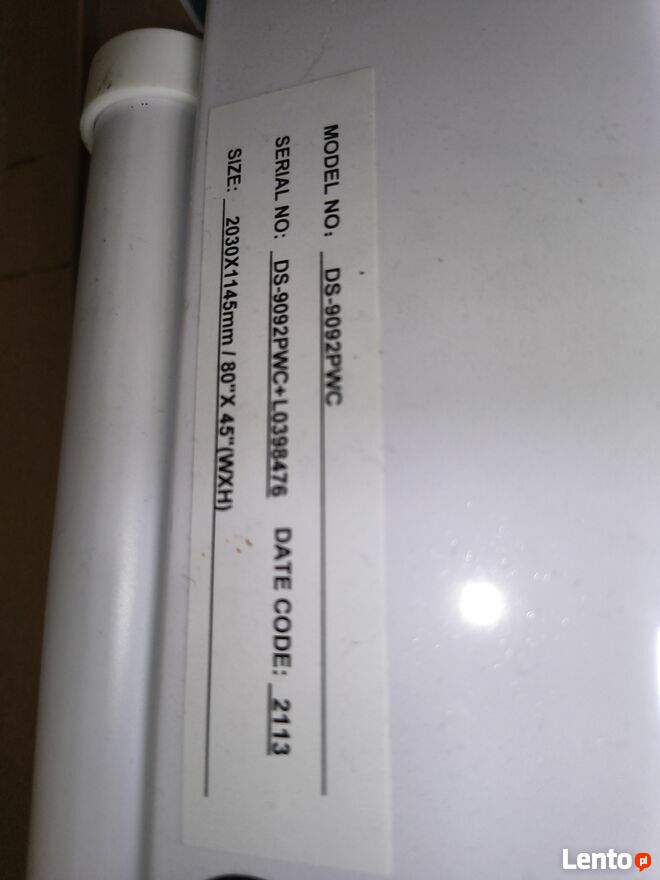 MODEL NO: DS-9092PWC
SERIAL NO: DS-9092PWC+L0398476 DATE CODE: 2113
SIZE: 2030X1145mm / 80"X 45"(WXH)
Lento pl